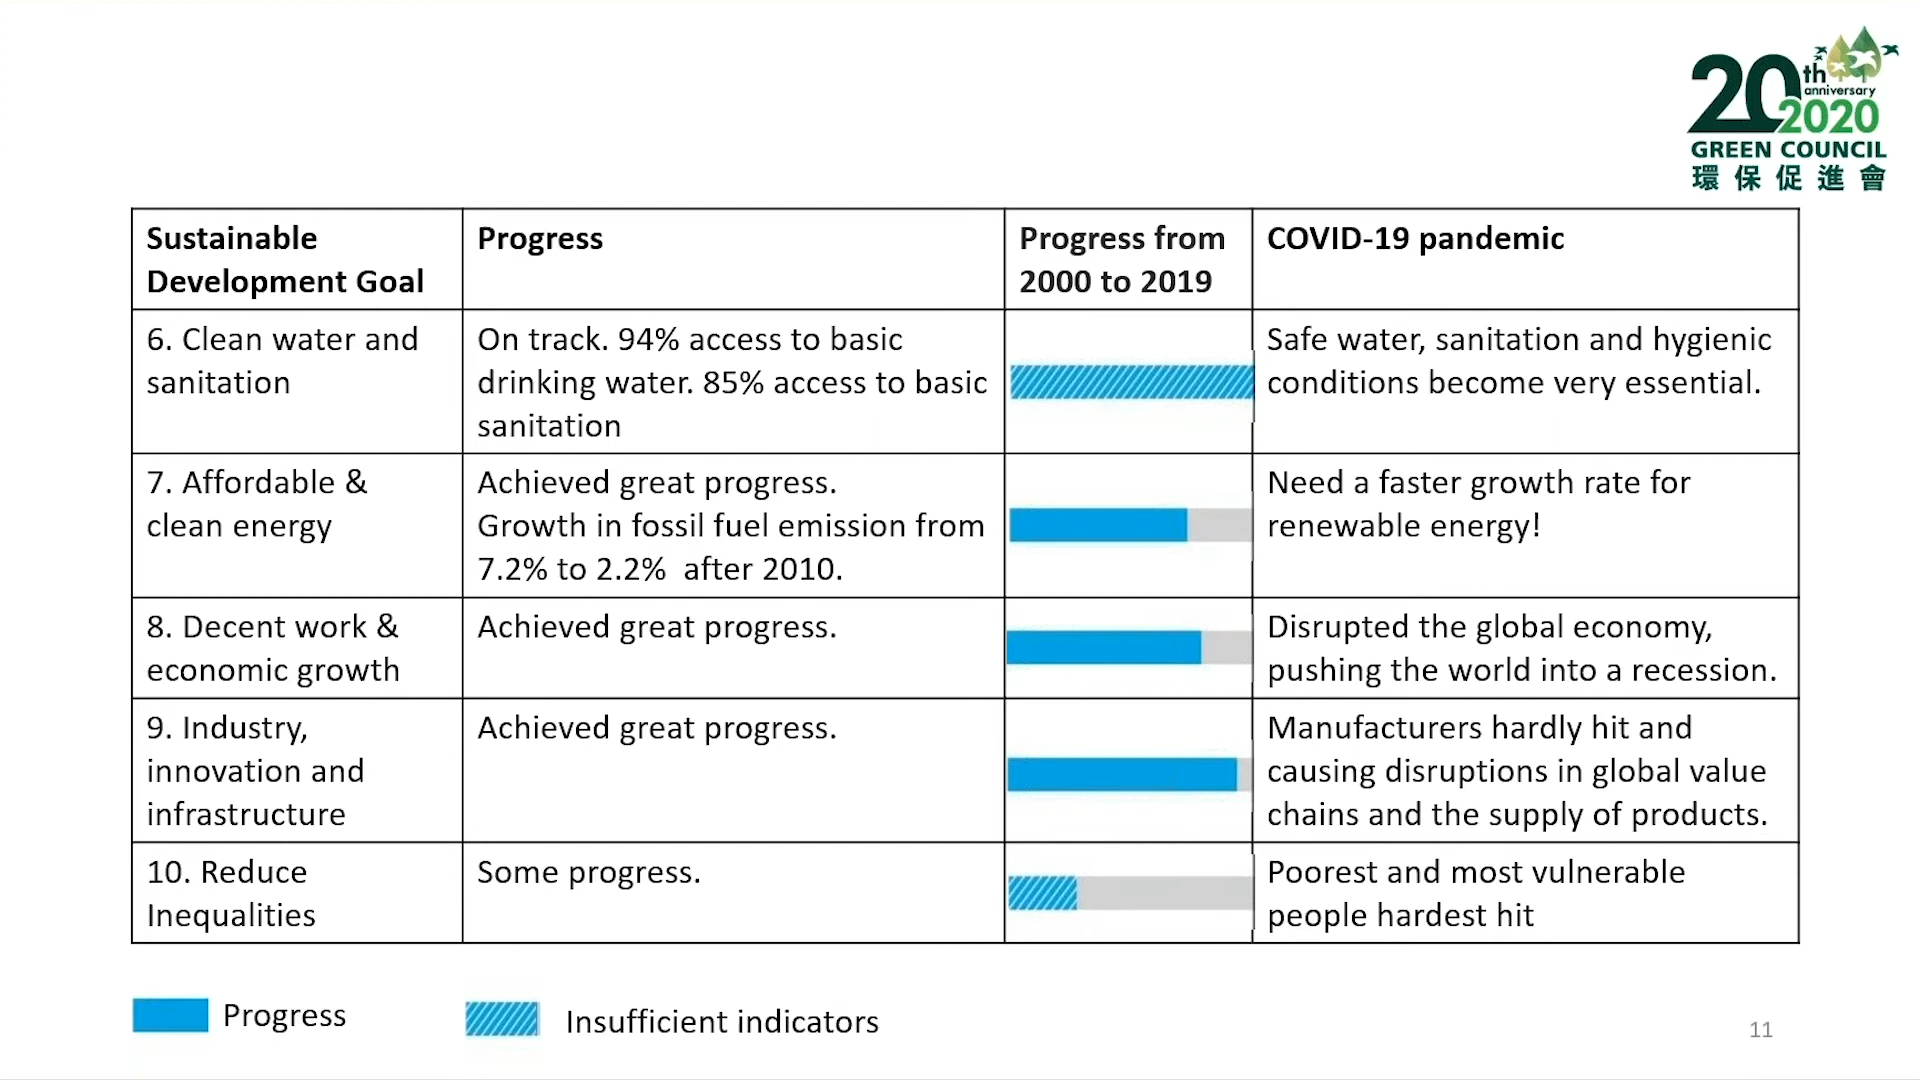 20th
anniversary
2020
GREEN COUNCIL
環保促進會
Sustainable
Development Goal
Progress
Progress from
2000 to 2019
COVID-19 pandemic
6. Clean water and
sanitation
On track. 94% access to basic
drinking water. 85% access to basic
sanitation
Safe water, sanitation and hygienic
conditions become very essential.
7. Affordable &
clean energy
Achieved great progress.
Growth in fossil fuel emission from
7.2% to 2.2% after 2010.
Need a faster growth rate for
renewable energy!
8. Decent work &
economic growth
Achieved great progress.
Disrupted the global economy,
pushing the world into a recession.
9. Industry,
innovation and
infrastructure
Achieved great progress.
Manufacturers hardly hit and
causing disruptions in global value
chains and the supply of products.
10. Reduce
Inequalities
Some progress.
Poorest and most vulnerable
people hardest hit
Progress
Insufficient indicators
11